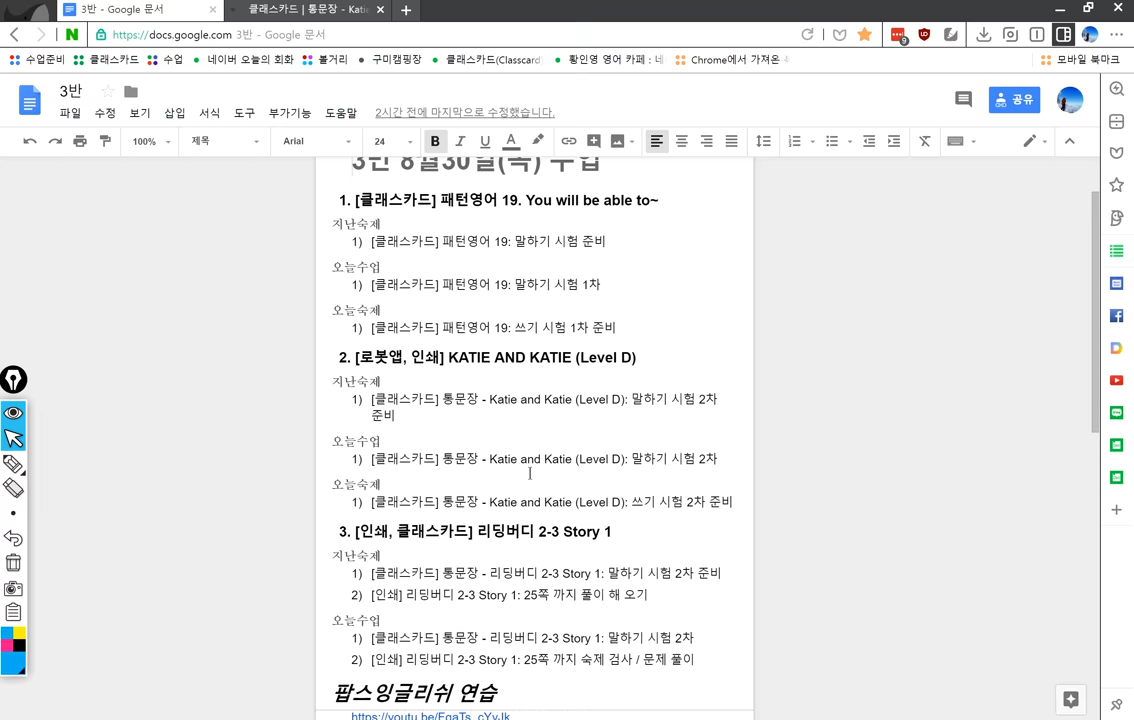 3반 - Google 문서
클래스카드 | 통문장 - Katie
https://docs.google.com 3반 - Google 문서
수업준비 클래스카드 수업 네이버 오늘의 회화 볼거리 구미캠핑장 클래스카드(Classcard) 황인영 영어 카페 : 네 Chrome에서 가져온 모바일 북마크
3반
파일 수정 보기 삽입 서식 도구 부가기능 도움말 2시간 전에 마지막으로 수정했습니다.
공유
100% 제목 Arial 24 B I U A
3반 8월30일(목) 수업
1. [클래스카드] 패턴영어 19. You will be able to~
지난숙제
1) [클래스카드] 패턴영어 19: 말하기 시험 준비
오늘수업
1) [클래스카드] 패턴영어 19: 말하기 시험 1차
오늘숙제
1) [클래스카드] 패턴영어 19: 쓰기 시험 1차 준비
2. [로봇앱, 인쇄] KATIE AND KATIE (Level D)
지난숙제
1) [클래스카드] 통문장 - Katie and Katie (Level D): 말하기 시험 2차
준비
오늘수업
1) [클래스카드] 통문장 - Katie and Katie (Level D): 말하기 시험 2차
오늘숙제
1) [클래스카드] 통문장 - Katie and Katie (Level D): 쓰기 시험 2차 준비
3. [인쇄, 클래스카드] 리딩버디 2-3 Story 1
지난숙제
1) [클래스카드] 통문장 - 리딩버디 2-3 Story 1: 말하기 시험 2차 준비
2) [인쇄] 리딩버디 2-3 Story 1: 25쪽 까지 풀이 해 오기
오늘수업
1) [클래스카드] 통문장 - 리딩버디 2-3 Story 1: 말하기 시험 2차
2) [인쇄] 리딩버디 2-3 Story 1: 25쪽 까지 숙제 검사 / 문제 풀이
팝스잉글리쉬 연습